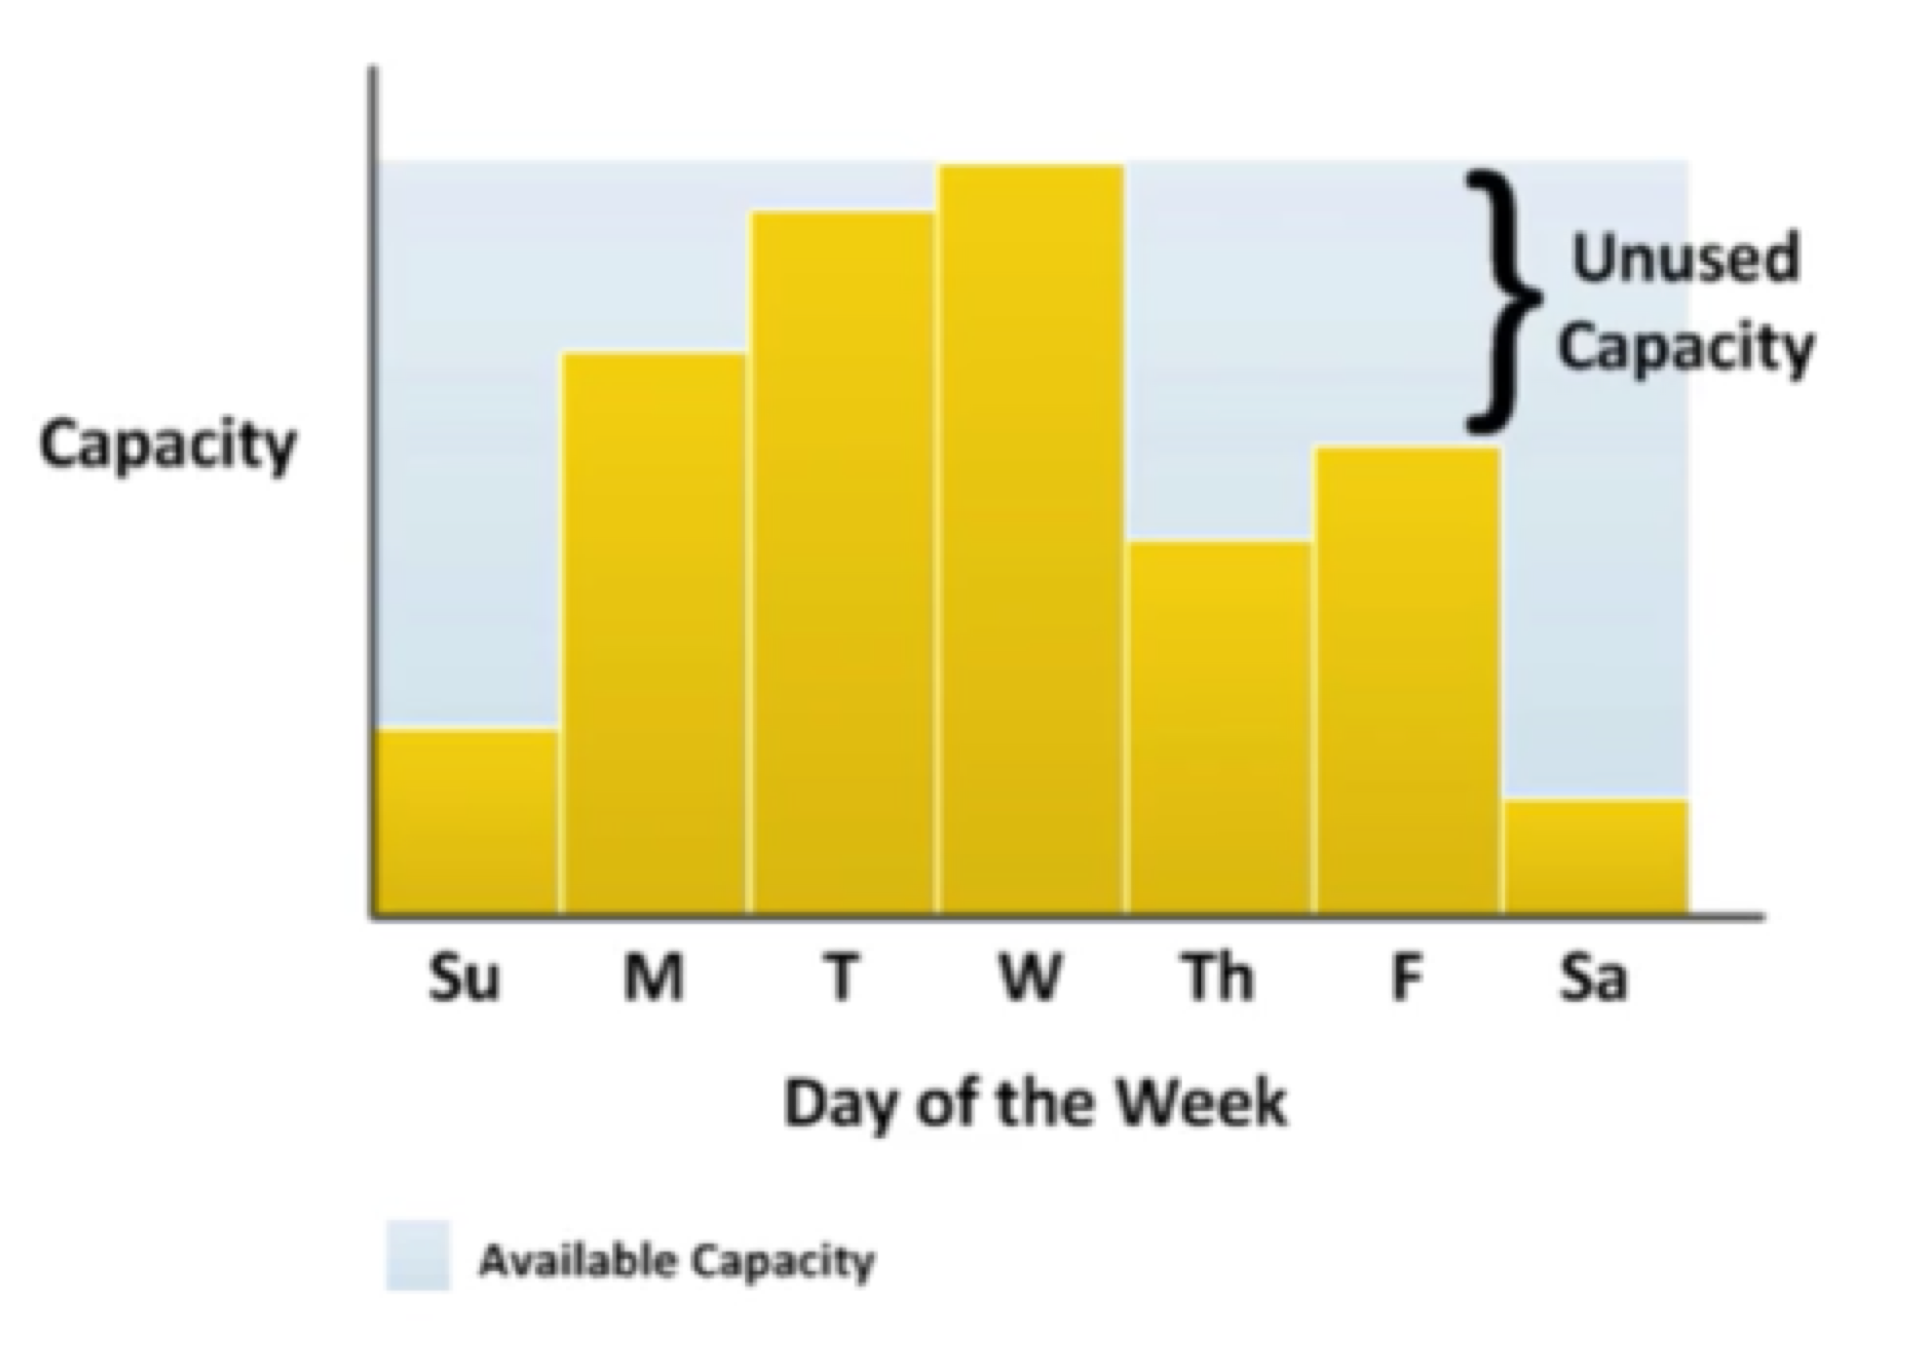 Unused
Capacity
Capacity
Su M T W Th F Sa
Day of the Week
Available Capacity